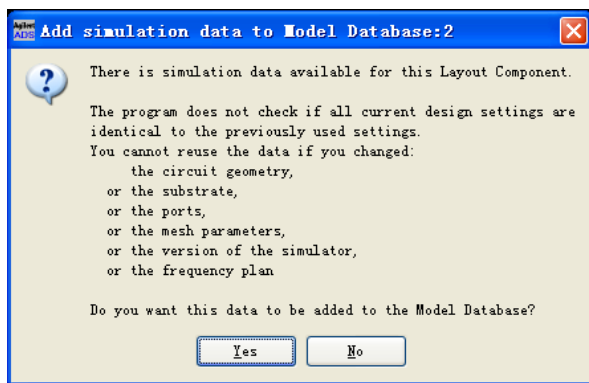 Agilent
ADS
Add simulation data to Model Database:2
There is simulation data available for this Layout Component.
The program does not check if all current design settings are
identical to the previously used settings.
You cannot reuse the data if you changed:
the circuit geometry,
or the substrate,
or the ports,
or the mesh parameters,
or the version of the simulator,
or the frequency plan
Do you want this data to be added to the Model Database?
Yes
No